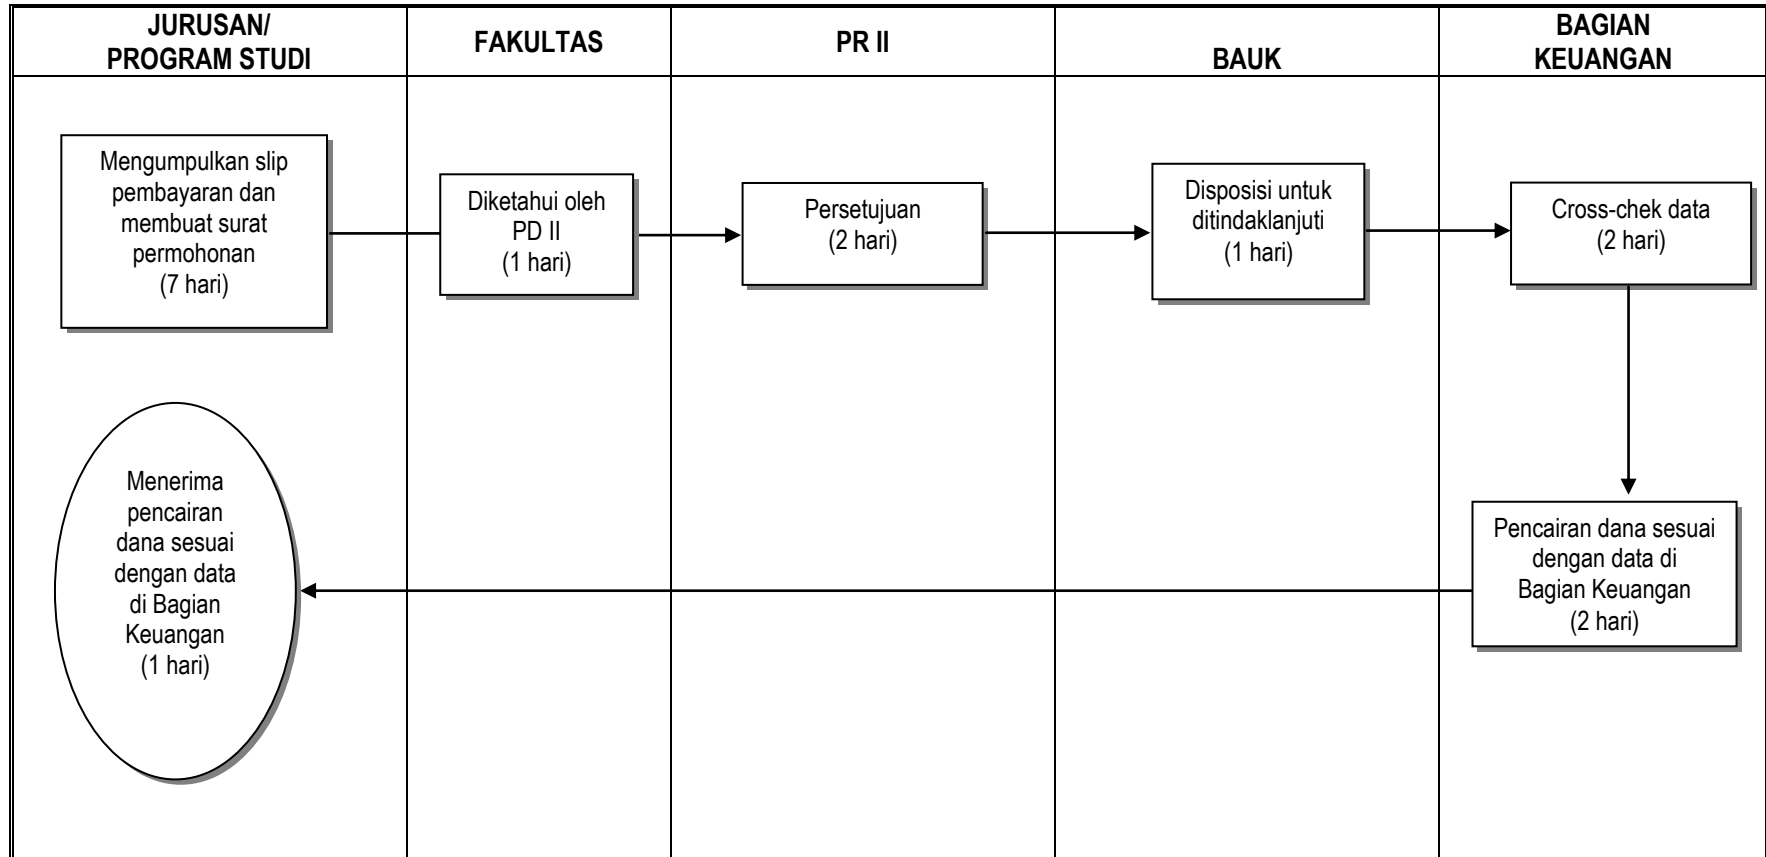 JURUSAN/
PROGRAM STUDI
FAKULTAS
PR II
BAUK
BAGIAN
KEUANGAN
Mengumpulkan slip
pembayaran dan
membuat surat
permohonan
(7 hari)
Diketahui oleh
PD II
(1 hari)
Persetujuan
(2 hari)
Disposisi untuk
ditindaklanjuti
(1 hari)
Cross-chek data
(2 hari)
Menerima
pencairan
dana sesuai
dengan data
di Bagian
Keuangan
(1 hari)
Pencairan dana sesuai
dengan data di
Bagian Keuangan
(2 hari)